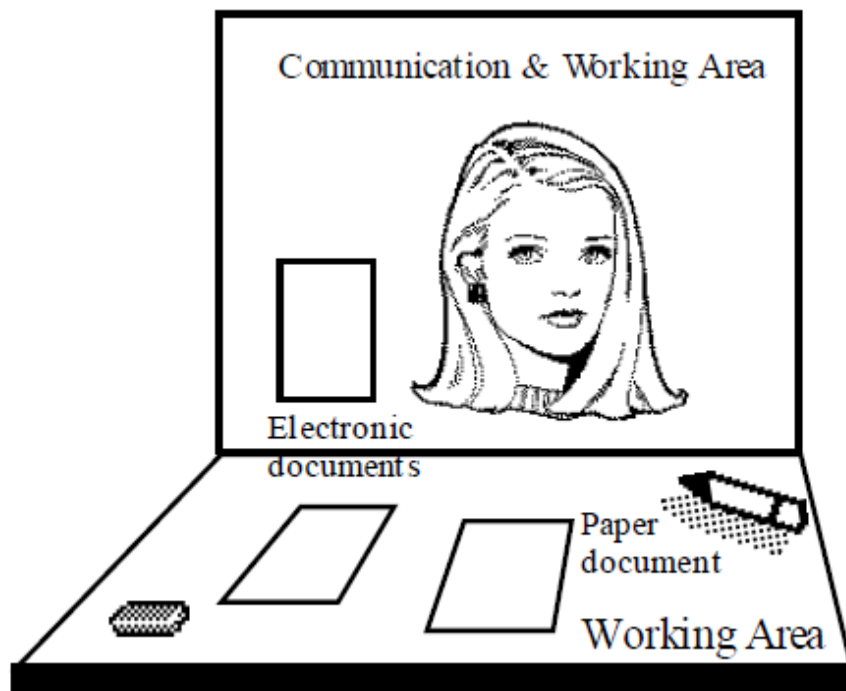 Communication & Working Area
Electronic
documents
Paper
document
Working Area